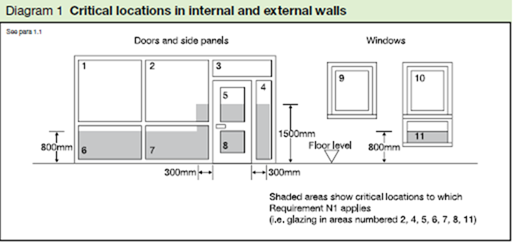 Diagram 1 Critical locations in internal and external walls
See para 1.1
Doors and side panels
Windows
1
2
3
4
5
6
7
8
9
10
11
800mm
1500mm
Floor level
800mm
300mm
300mm
Shaded areas show critical locations to which
Requirement N1 applies
(i.e. glazing in areas numbered 2, 4, 5, 6, 7, 8, 11)